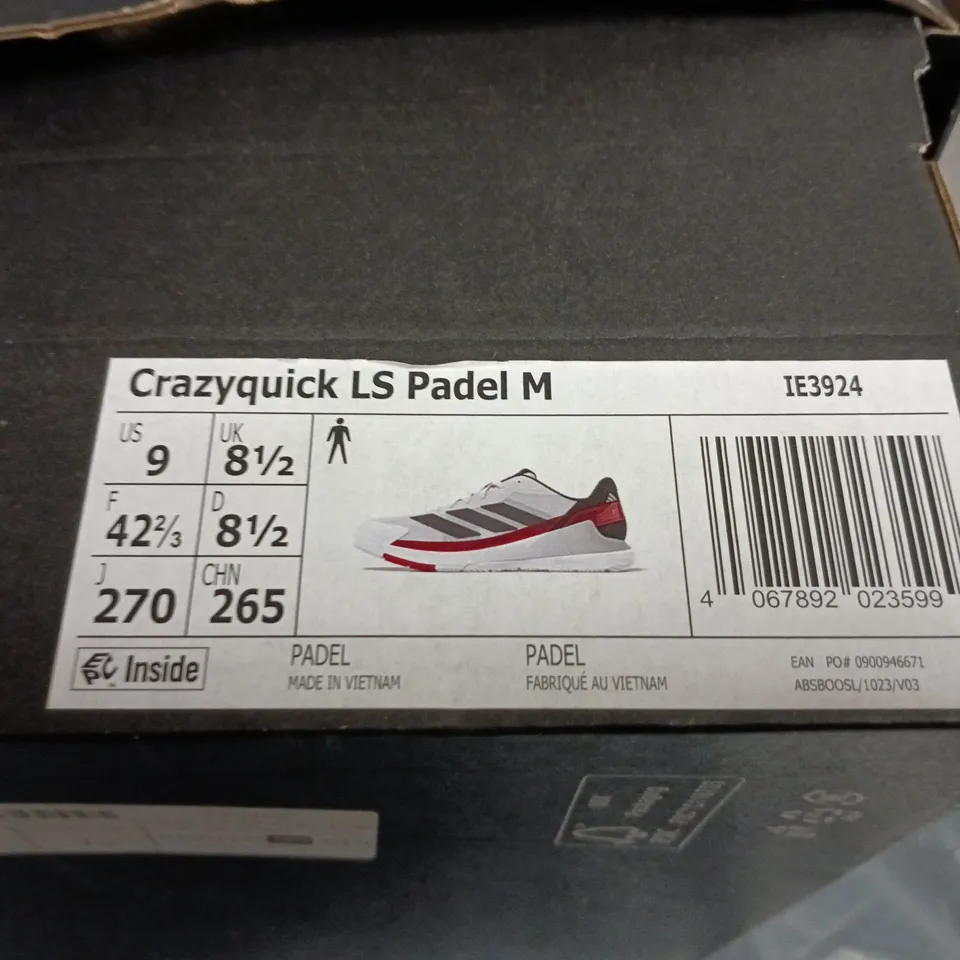 Crazyquick LS Padel M IE3924
US 9 UK 8½
F 42⅔ D 8½
J 270 CHN 265
4 067892 023599
EPC Inside
PADEL PADEL
MADE IN VIETNAM FABRIQUÉ AU VIETNAM
EAN PO# 0900946671
ABSBOOSL/1023/V03